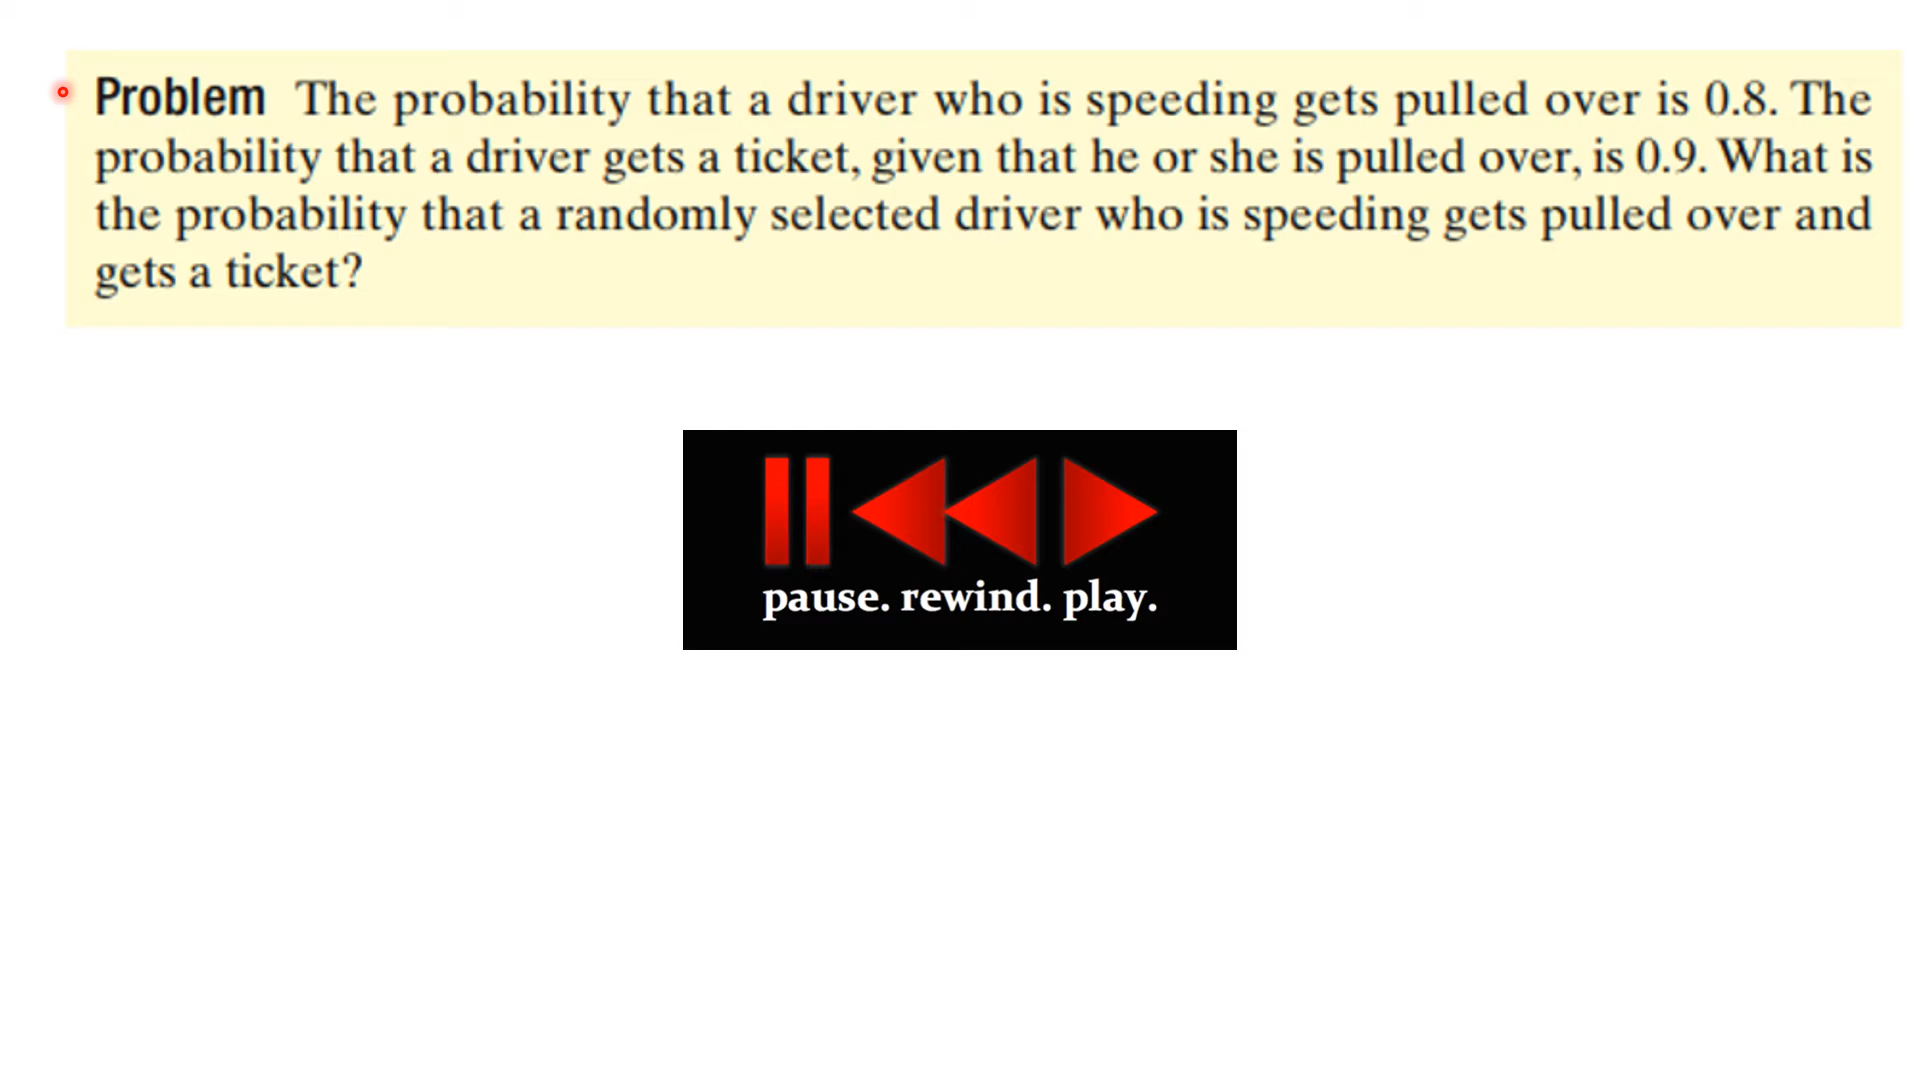 Problem The probability that a driver who is speeding gets pulled over is 0.8. The
probability that a driver gets a ticket, given that he or she is pulled over, is 0.9. What is
the probability that a randomly selected driver who is speeding gets pulled over and
gets a ticket?
pause. rewind. play.